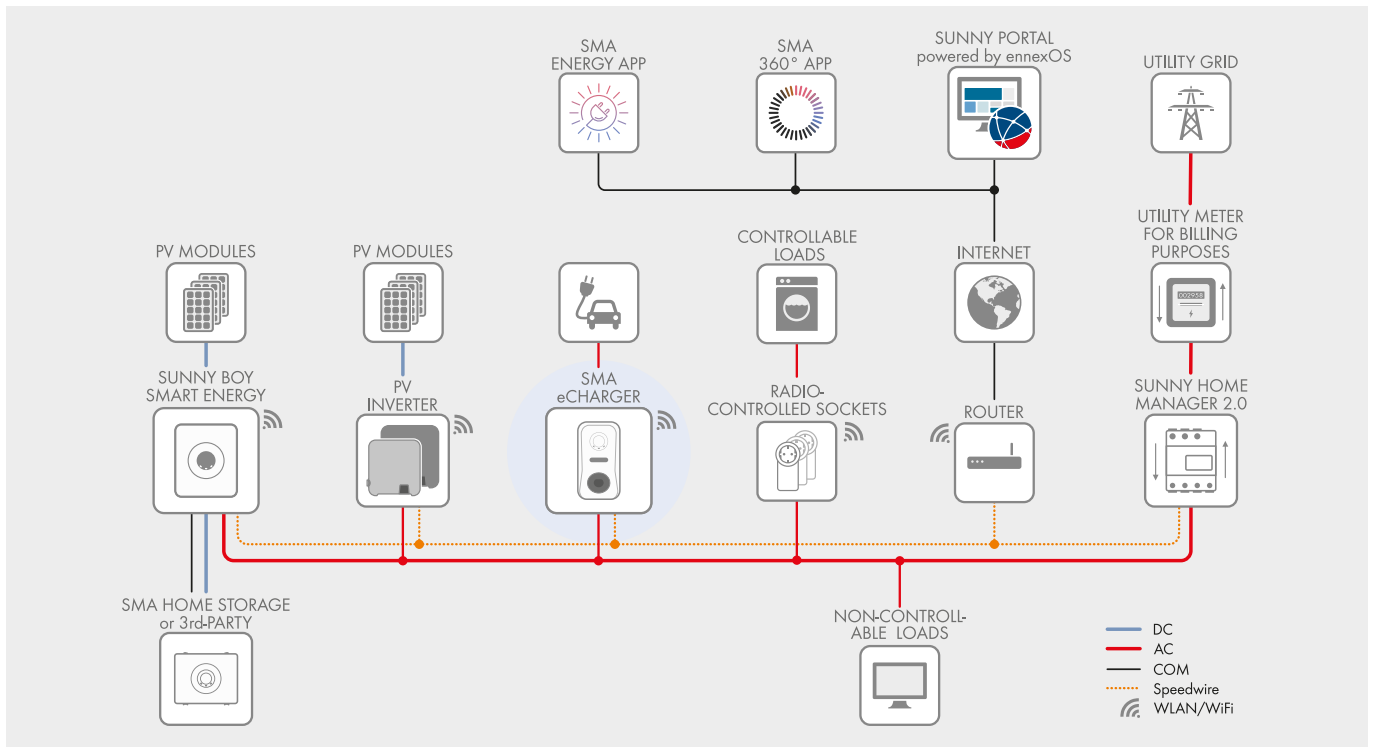 SMA
ENERGY APP
SMA
360° APP
SUNNY PORTAL
powered by ennexOS
UTILITY GRID
UTILITY METER
FOR BILLING
PURPOSES
PV MODULES
PV MODULES
CONTROLLABLE
LOADS
INTERNET
SUNNY BOY
SMART ENERGY
PV
INVERTER
SMA
eCHARGER
RADIO-
CONTROLLED SOCKETS
ROUTER
SUNNY HOME
MANAGER 2.0
SMA HOME STORAGE
or 3rd-PARTY
NON-CONTROLL-
ABLE LOADS
DC
AC
COM
Speedwire
WLAN/WiFi